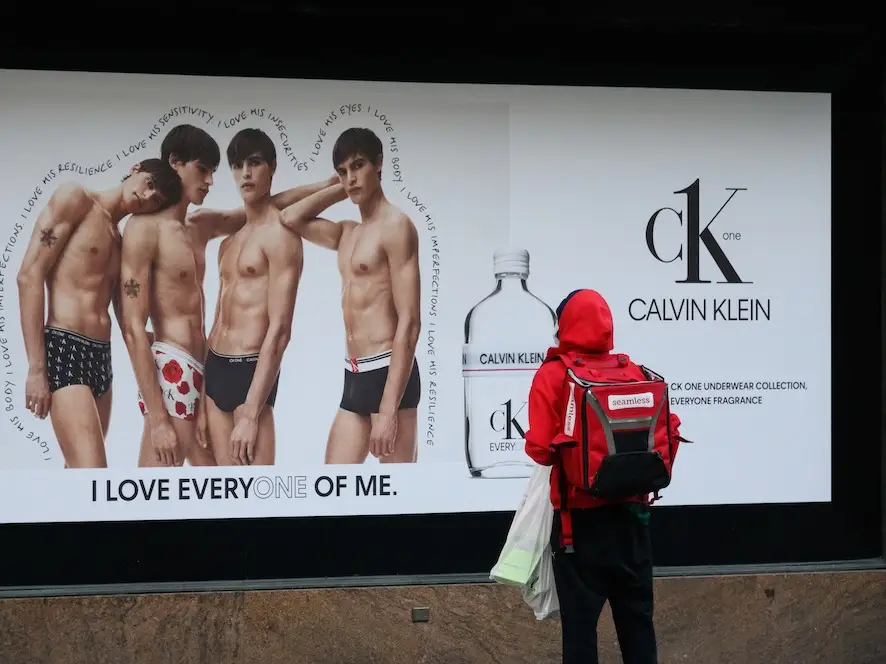 I LOVE HIS BODY I LOVE HIS IMPERFECTIONS I LOVE HIS RESILIENCE I LOVE HIS SENSITIVITY I LOVE HIS INSECURITIES I LOVE HIS EYES I LOVE HIS BODY I LOVE HIS IMPERFECTIONS I LOVE HIS RESILIENCE
I LOVE EVERYONE OF ME.
CALVIN KLEIN
cK
EVERY
cK one
CALVIN KLEIN
CK ONE UNDERWEAR COLLECTION,
EVERYONE FRAGRANCE
seamless
seamless